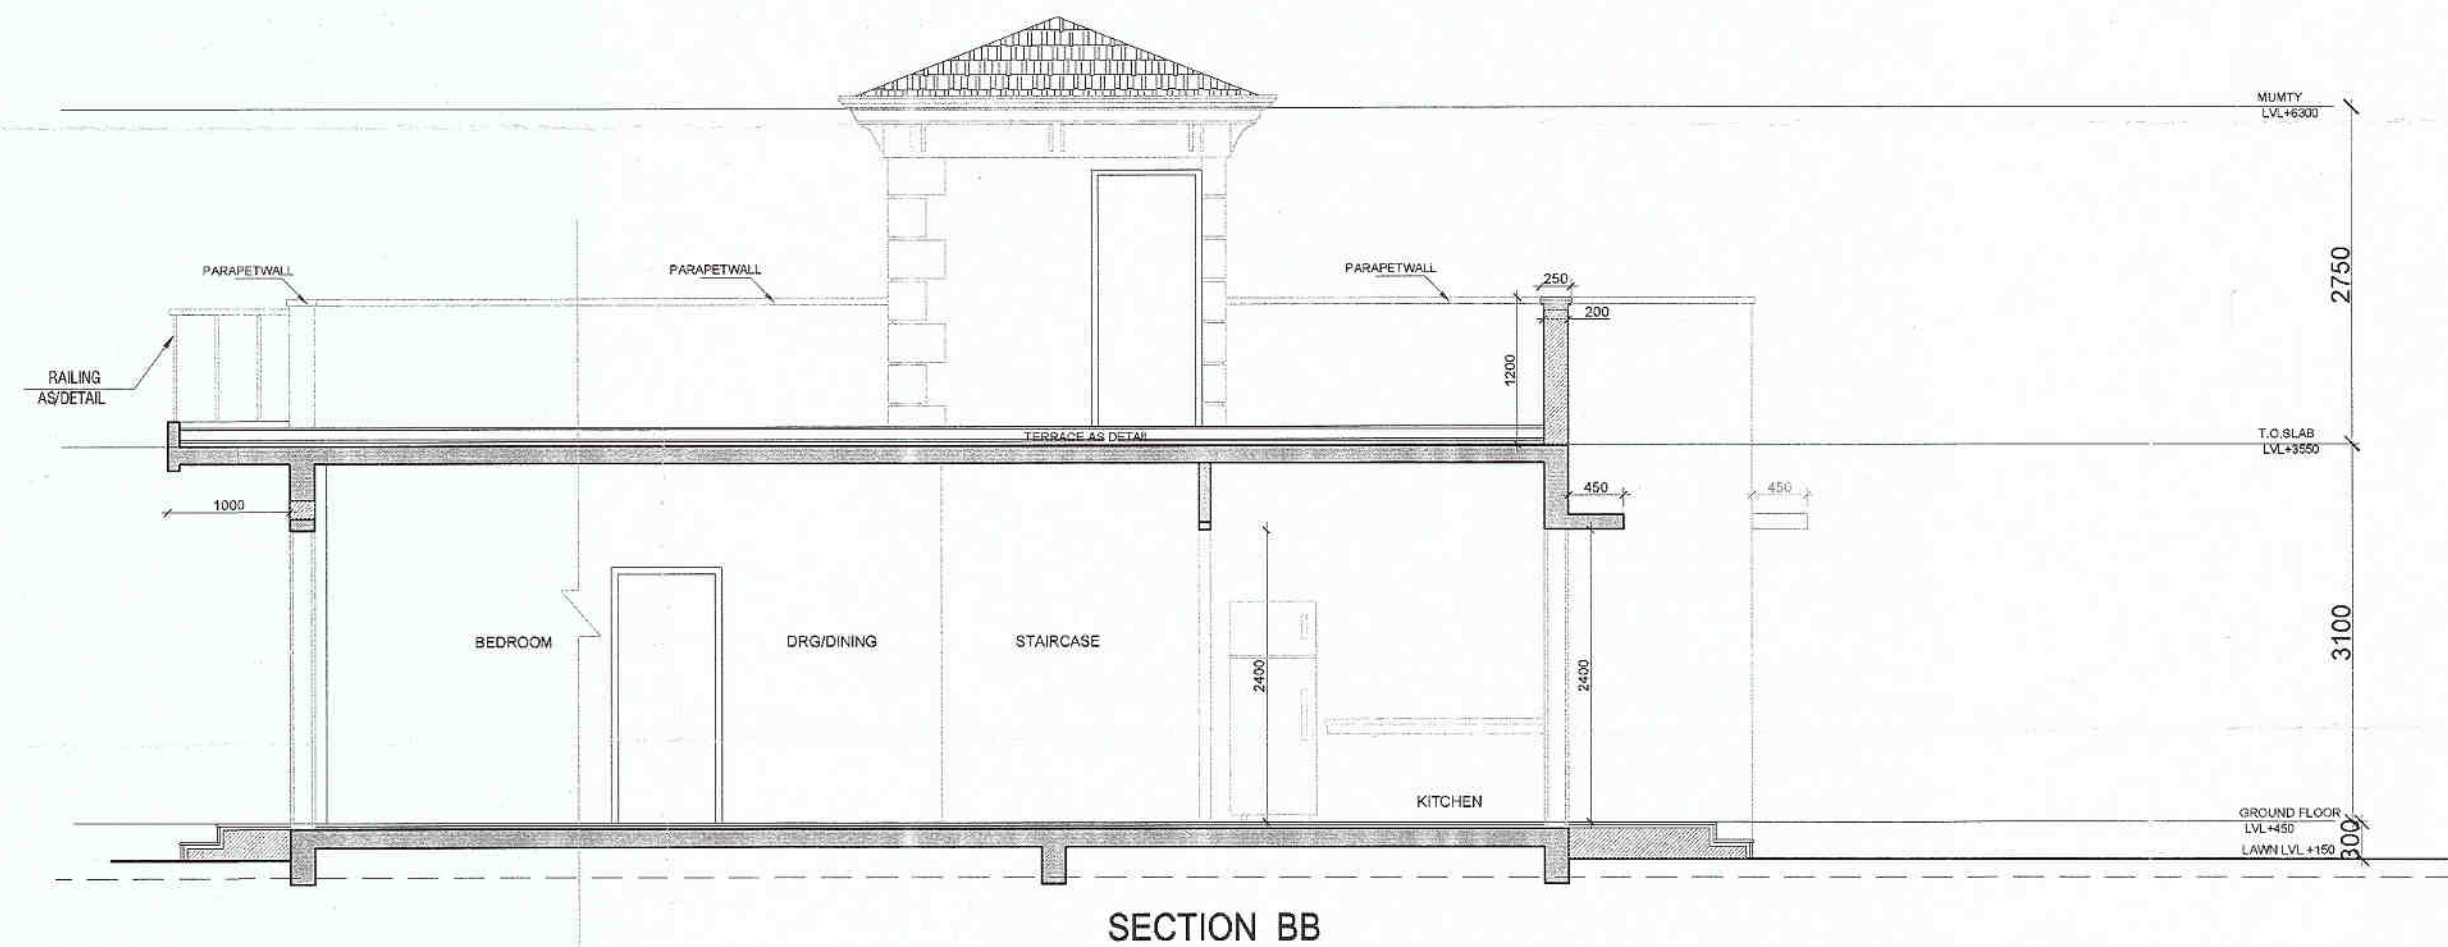 MUMTY
LVL+6300
2750
PARAPETWALL
PARAPETWALL
PARAPETWALL
250
200
1200
RAILING
AS/DETAIL
TERRACE AS DETAIL
T.O.SLAB
LVL+3550
1000
450
450
3100
BEDROOM
DRG/DINING
STAIRCASE
2400
2400
KITCHEN
GROUND FLOOR
LVL+450
300
LAWN LVL +150
SECTION BB